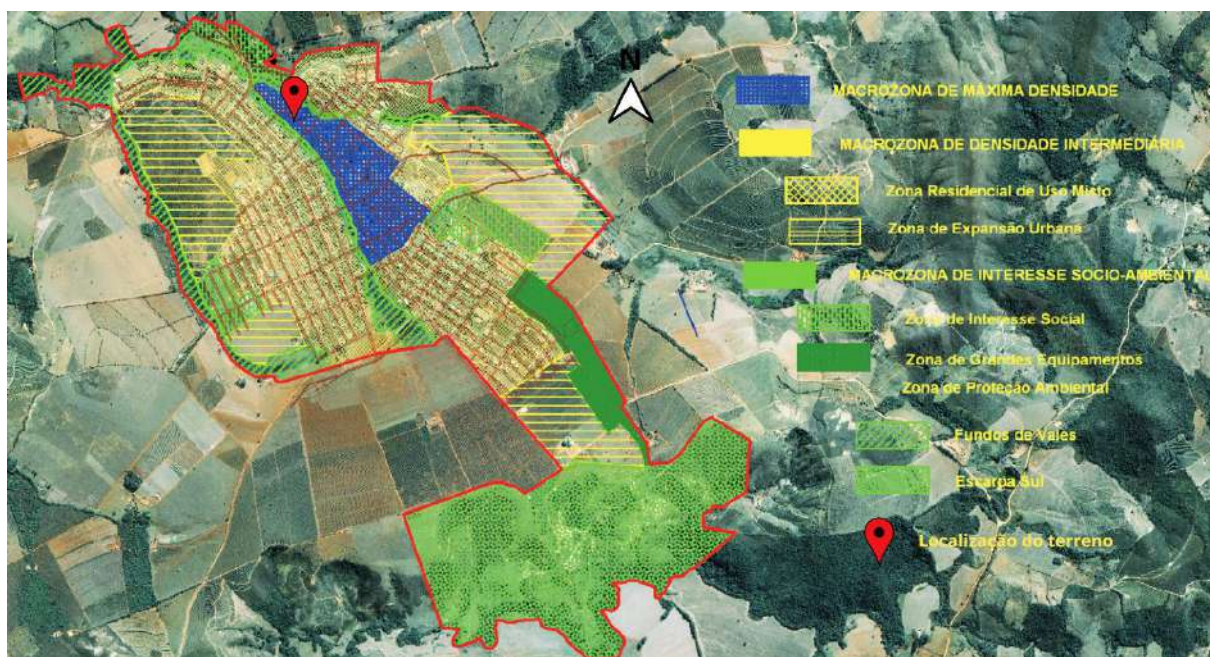 N
MACROZONA DE MÁXIMA DENSIDADE
MACROZONA DE DENSIDADE INTERMEDIÁRIA
Zona Residencial de Uso Misto
Zona de Expansão Urbana
MACROZONA DE INTERESSE SOCIO-AMBIENTAL
Zona de Interesse Social
Zona de Grandes Equipamentos
Zona de Proteção Ambiental
Fundos de Vales
Escarpa Sul
Localização do terreno